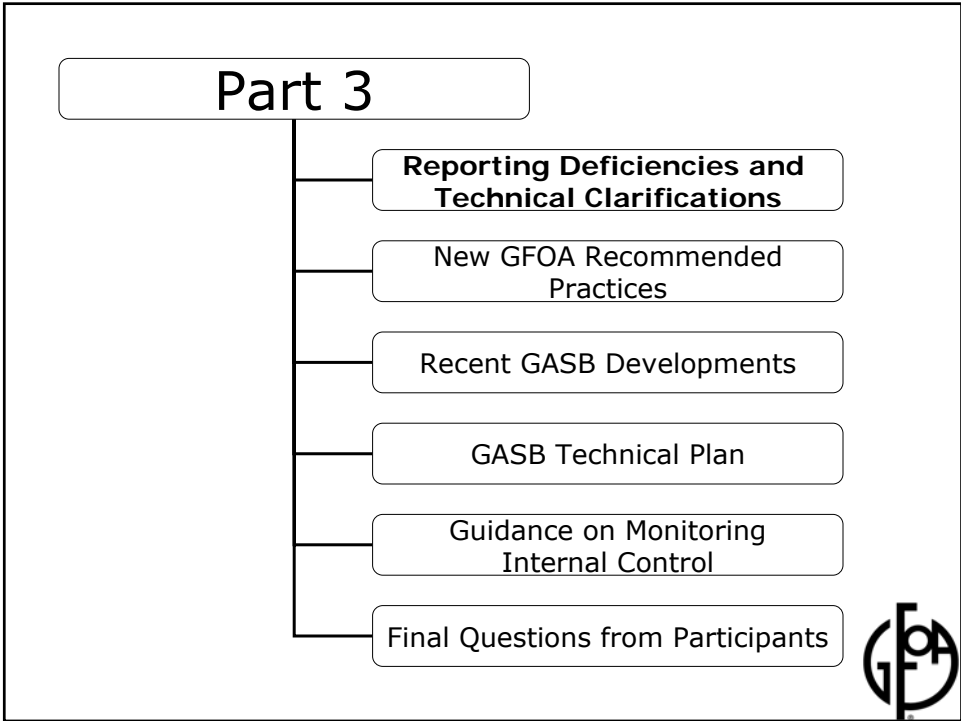 Part 3
Reporting Deficiencies and
Technical Clarifications
New GFOA Recommended
Practices
Recent GASB Developments
GASB Technical Plan
Guidance on Monitoring
Internal Control
Final Questions from Participants
GFOA